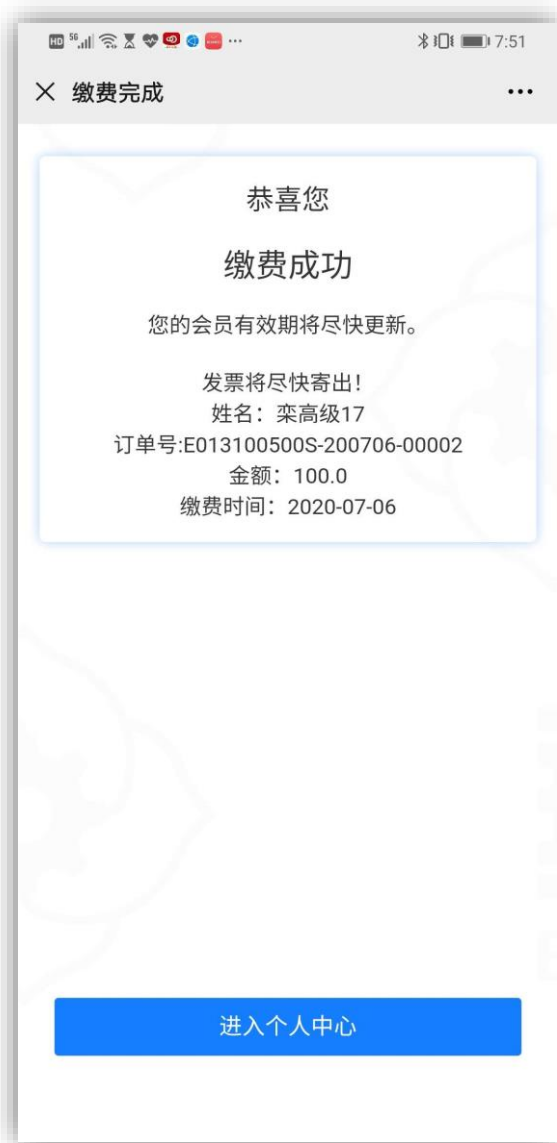 HD 5G 7:51
缴费完成
恭喜您
缴费成功
您的会员有效期将尽快更新。
发票将尽快寄出!
姓名：栾高级17
订单号:E013100500S-200706-00002
金额：100.0
缴费时间：2020-07-06
进入个人中心